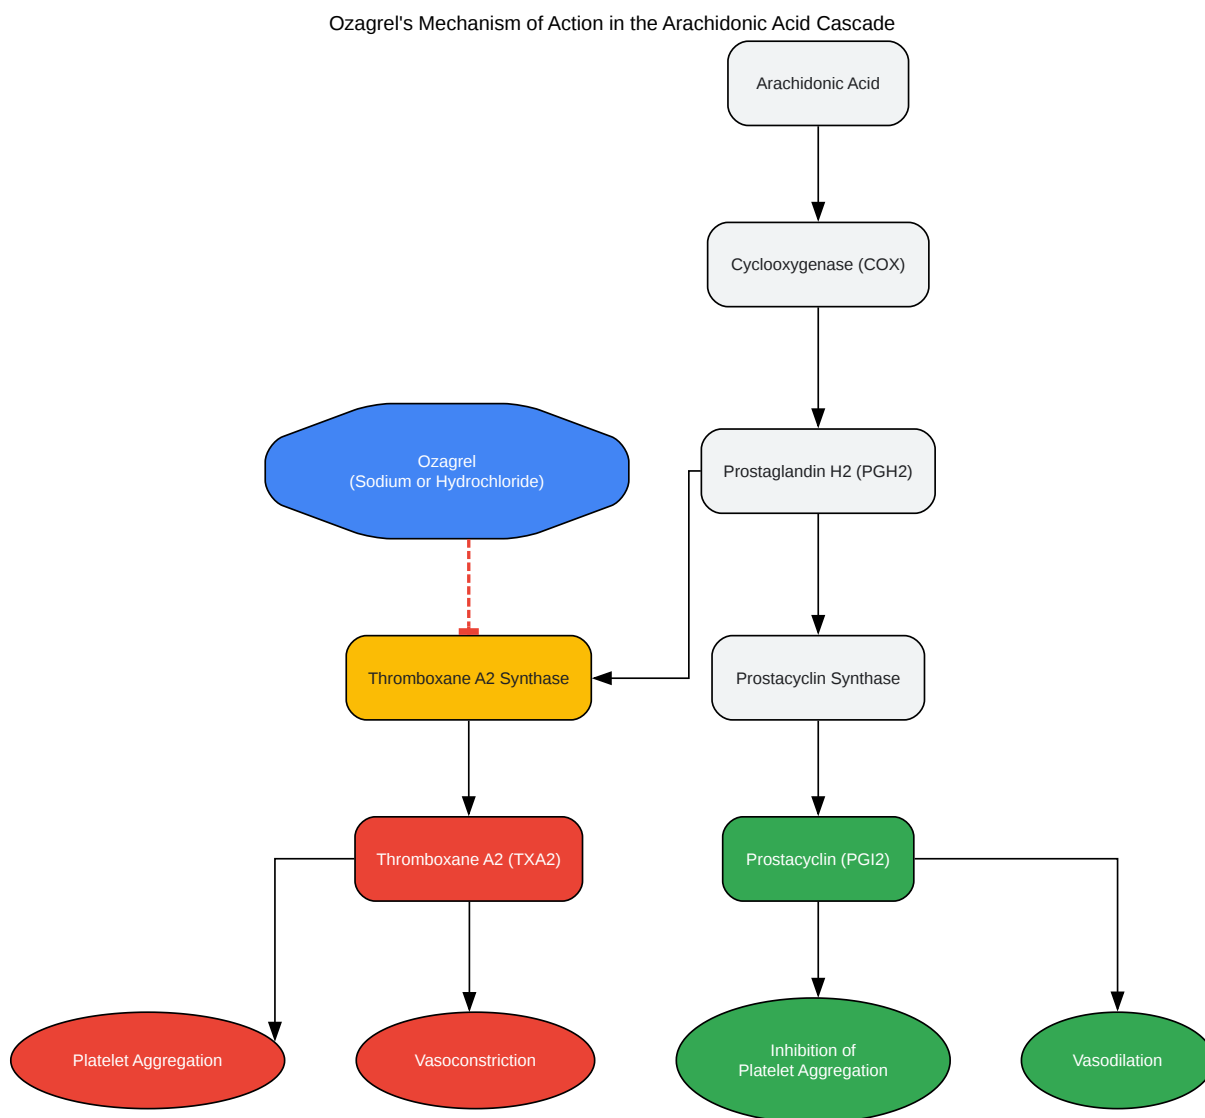 Ozagrel's Mechanism of Action in the Arachidonic Acid Cascade
Arachidonic Acid
Cyclooxygenase (COX)
Ozagrel
(Sodium or Hydrochloride)
Prostaglandin H2 (PGH2)
Thromboxane A2 Synthase
Prostacyclin Synthase
Thromboxane A2 (TXA2)
Prostacyclin (PGI2)
Platelet Aggregation
Vasoconstriction
Inhibition of
Platelet Aggregation
Vasodilation